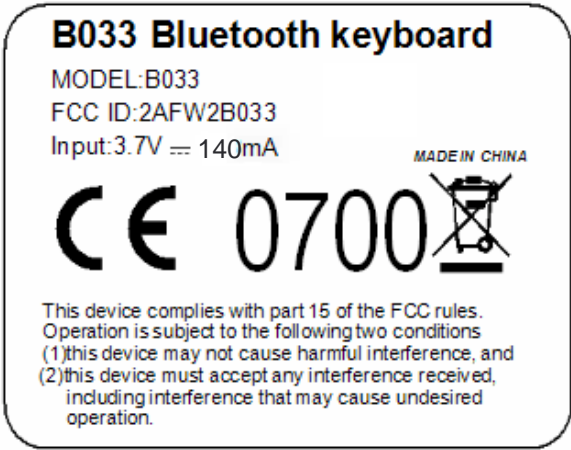 B033 Bluetooth keyboard
MODEL:B033
FCC ID:2AFW2B033
Input:3.7V ⎓ 140mA
MADE IN CHINA
CE 0700
This device complies with part 15 of the FCC rules.
Operation is subject to the following two conditions
(1)this device may not cause harmful interference, and
(2)this device must accept any interference received,
including interference that may cause undesired
operation.